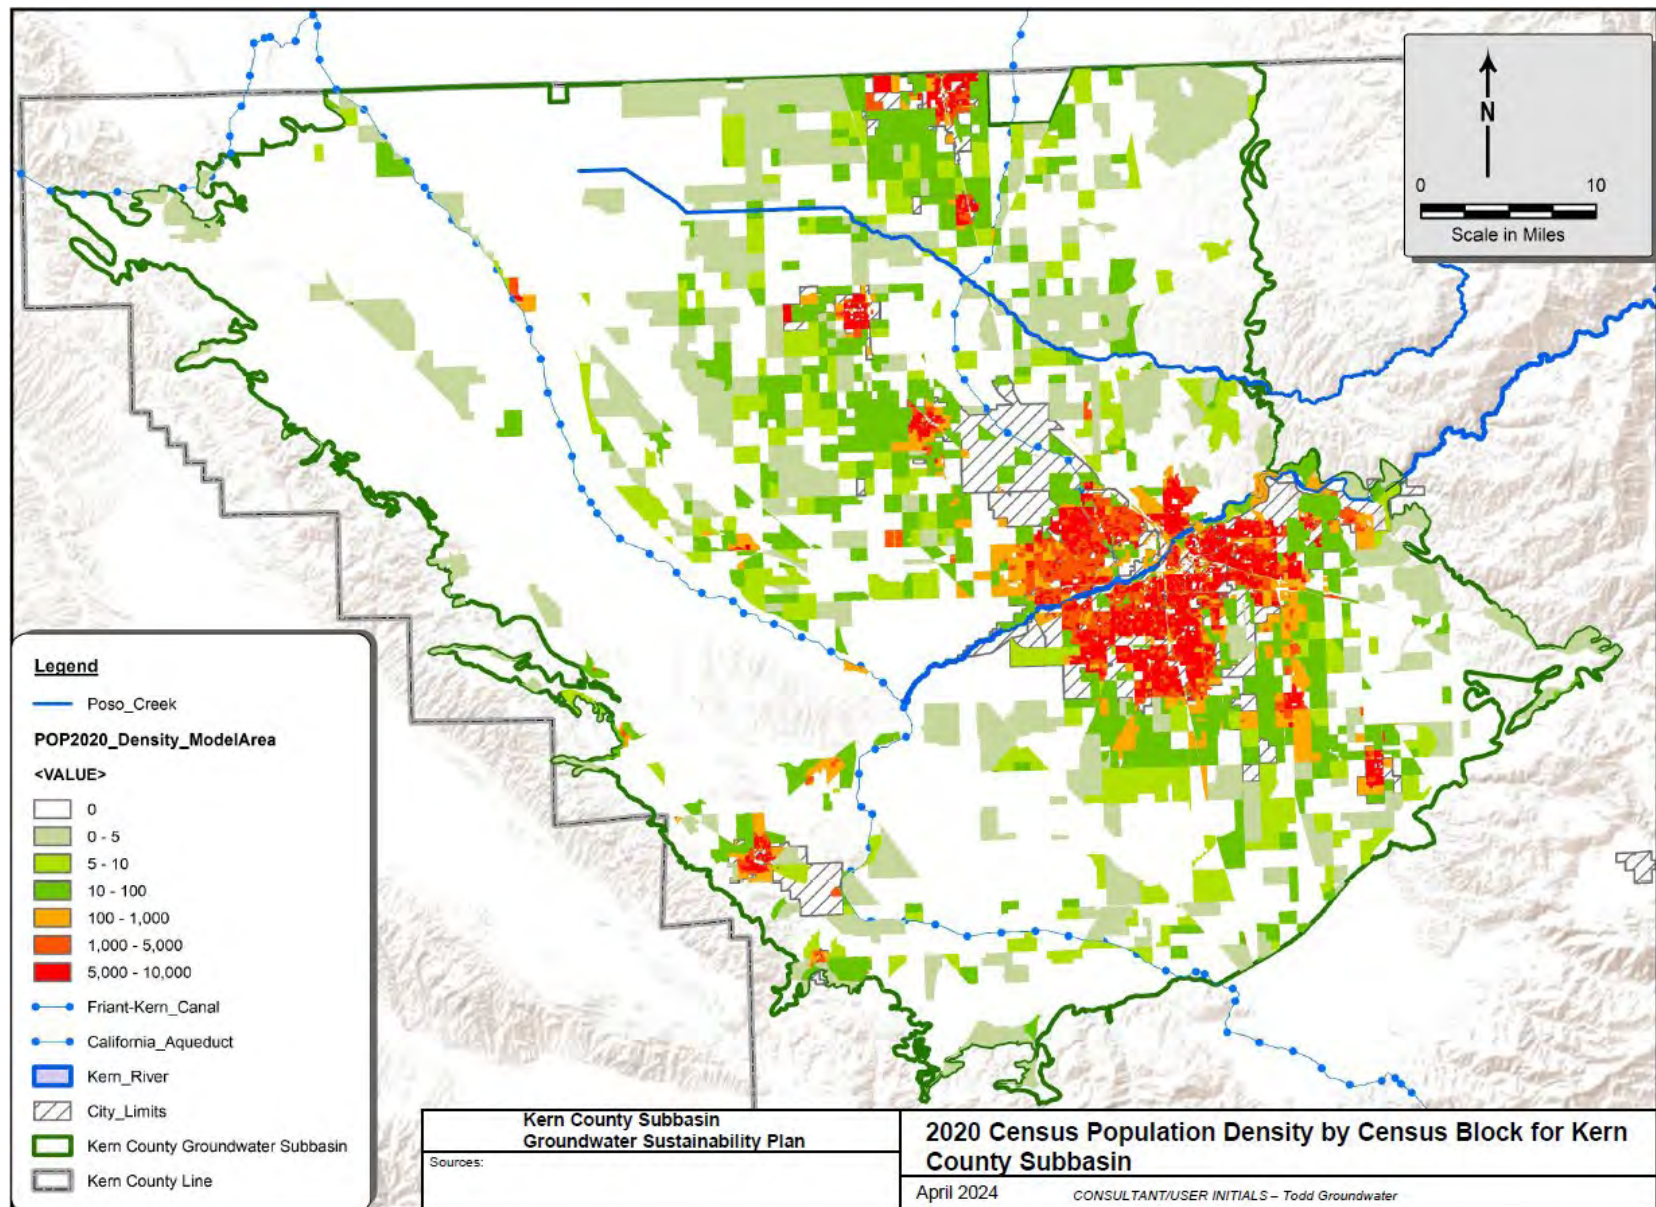 N
0 10
Scale in Miles
Legend
Poso_Creek
POP2020_Density_ModelArea
<VALUE>
0
0 - 5
5 - 10
10 - 100
100 - 1,000
1,000 - 5,000
5,000 - 10,000
Friant-Kern_Canal
California_Aqueduct
Kern_River
City_Limits
Kern County Groundwater Subbasin
Kern County Line
Kern County Subbasin
Groundwater Sustainability Plan
Sources:
2020 Census Population Density by Census Block for Kern
County Subbasin
April 2024 CONSULTANT/USER INITIALS – Todd Groundwater